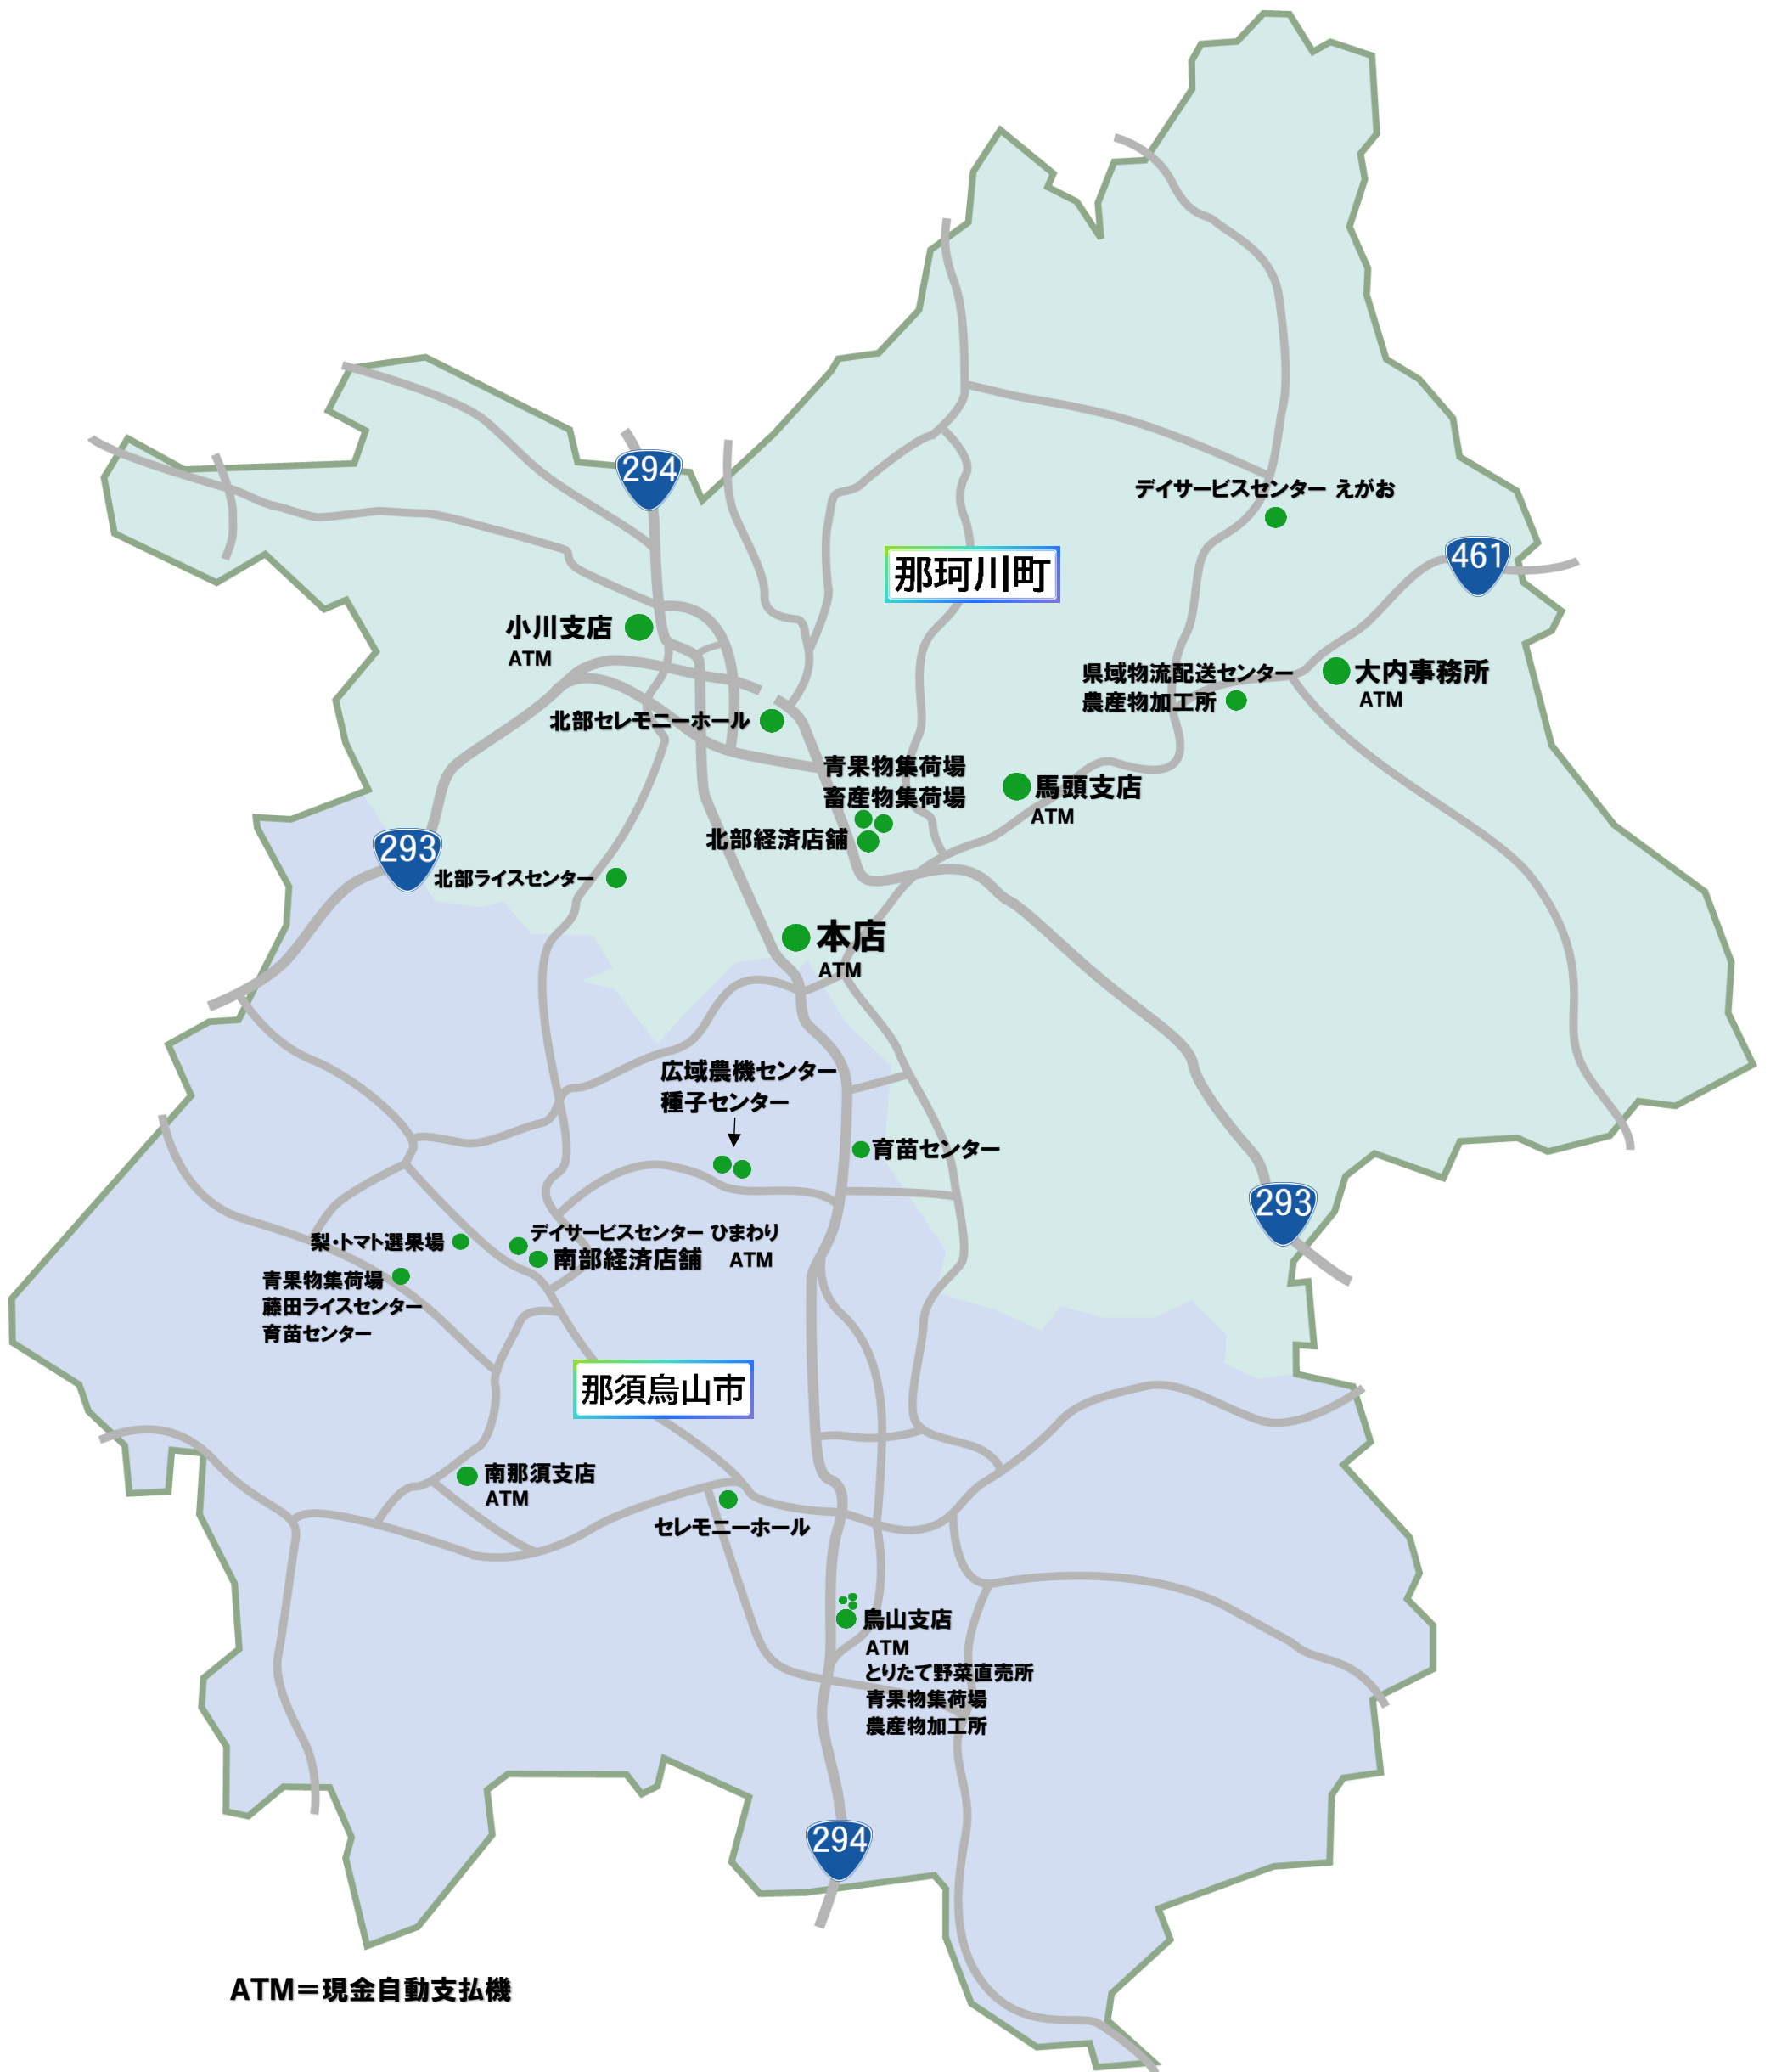 294
デイサービスセンター えがお
461
那珂川町
小川支店
ATM
県域物流配送センター
農産物加工所
大内事務所
ATM
北部セレモニーホール
青果物集荷場
畜産物集荷場
馬頭支店
ATM
北部経済店舗
293
北部ライスセンター
本店
ATM
広域農機センター
種子センター
育苗センター
293
デイサービスセンター ひまわり
南部経済店舗 ATM
梨・トマト選果場
青果物集荷場
藤田ライスセンター
育苗センター
那須烏山市
南那須支店
ATM
セレモニーホール
烏山支店
ATM
とりたて野菜直売所
青果物集荷場
農産物加工所
294
ATM＝現金自動支払機